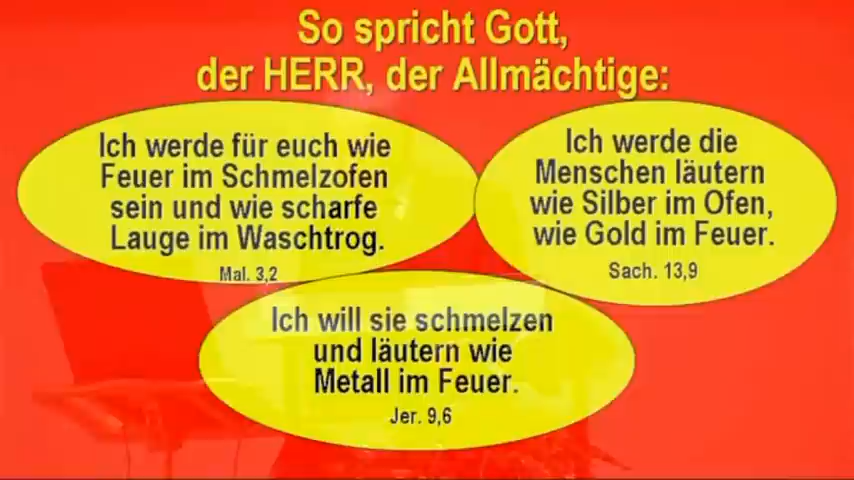 So spricht Gott,
der HERR, der Allmächtige:
Ich werde für euch wie
Feuer im Schmelzofen
sein und wie scharfe
Lauge im Waschtrog.
Mal. 3,2
Ich werde die
Menschen läutern
wie Silber im Ofen,
wie Gold im Feuer.
Sach. 13,9
Ich will sie schmelzen
und läutern wie
Metall im Feuer.
Jer. 9,6